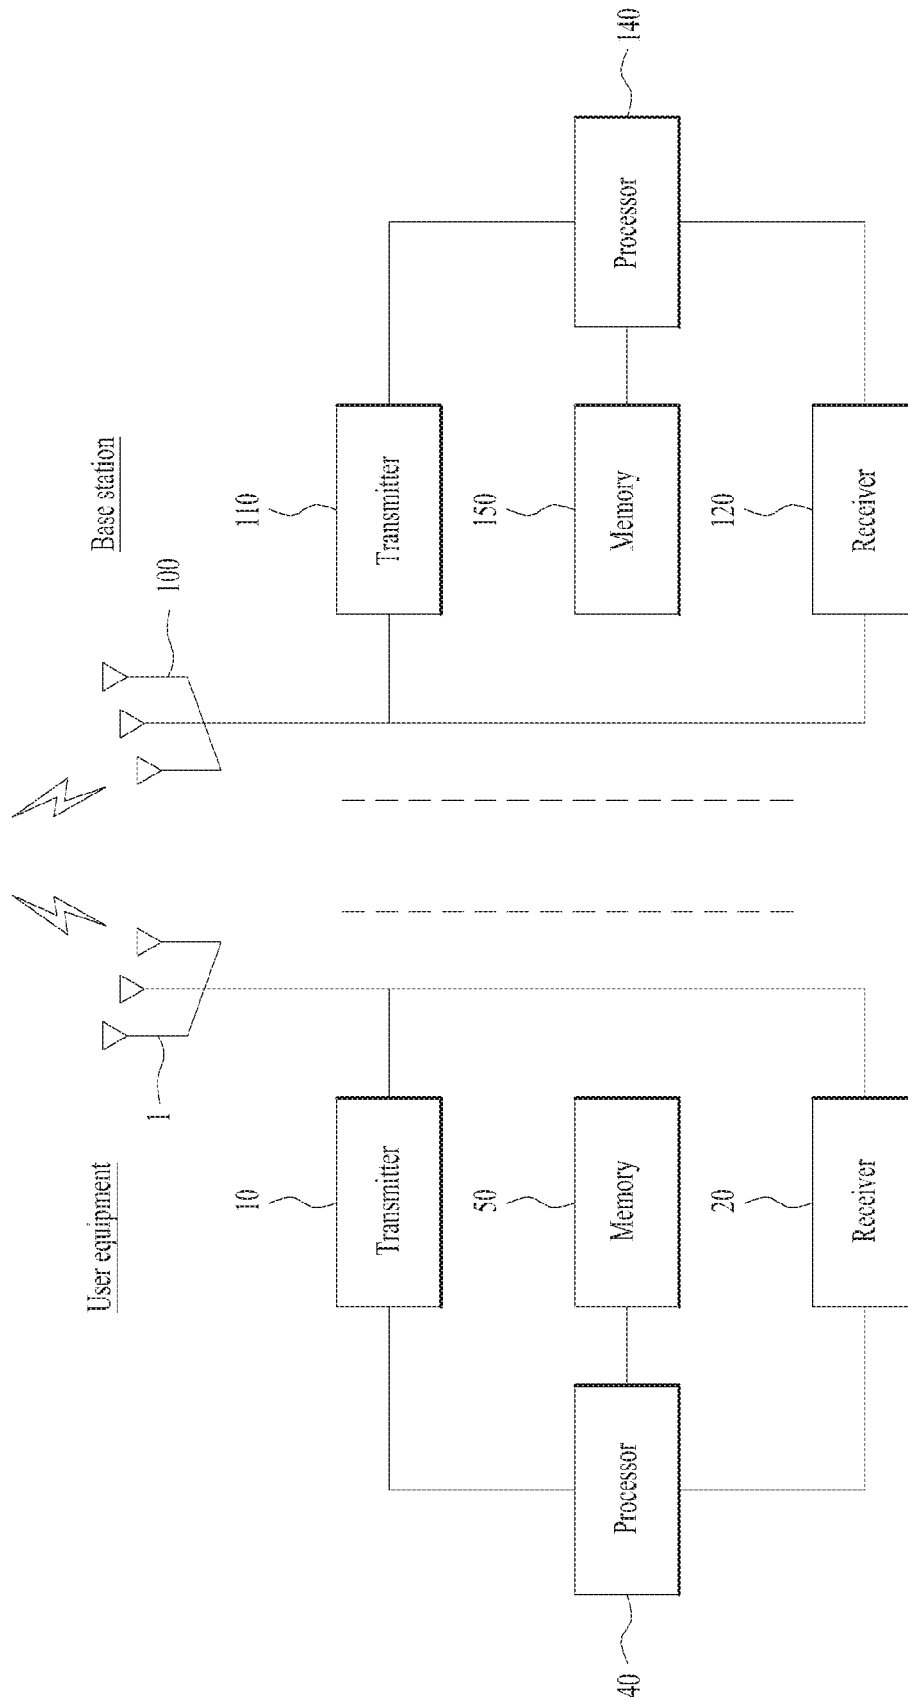 User equipment
Base station
1
100
10
Transmitter
110
Transmitter
40
Processor
50
Memory
150
Memory
140
Processor
20
Receiver
120
Receiver